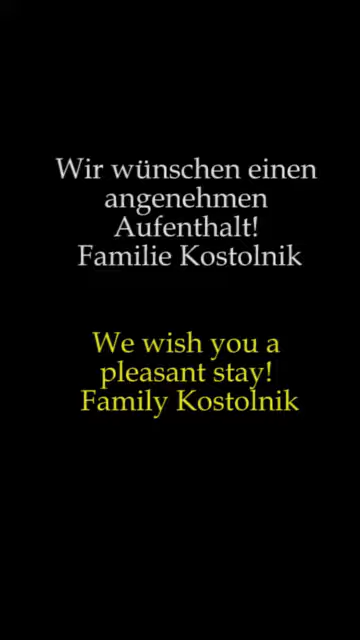 Wir wünschen einen
angenehmen
Aufenthalt!
Familie Kostolnik
We wish you a
pleasant stay!
Family Kostolnik